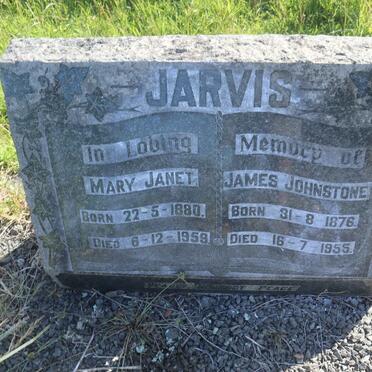 JARVIS
In Loving Memory of
MARY JANET JAMES JOHNSTONE
BORN 22-5-1880. BORN 31-8-1876
DIED 6-12-1959 DIED 16-7-1955.
PEACE